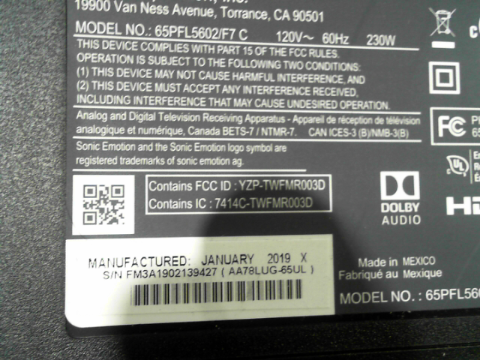 19900 Van Ness Avenue, Torrance, CA 90501
MODEL NO. : 65PFL5602/F7 C 120V~ 60Hz 230W
THIS DEVICE COMPLIES WITH PART 15 OF THE FCC RULES.
OPERATION IS SUBJECT TO THE FOLLOWING TWO CONDITIONS:
(1) THIS DEVICE MAY NOT CAUSE HARMFUL INTERFERENCE, AND
(2) THIS DEVICE MUST ACCEPT ANY INTERFERENCE RECEIVED,
INCLUDING INTERFERENCE THAT MAY CAUSE UNDESIRED OPERATION.
Analog and Digital Television Receiving Apparatus - Appareil de réception de télévision
analogique et numérique, Canada BETS-7 / NTMR-7. CAN ICES-3 (B)/NMB-3(B)
Sonic Emotion and the Sonic Emotion logo symbol are
registered trademarks of sonic emotion ag.
FC
UL
Contains FCC ID : YZP-TWFMR003D
Contains IC : 7414C-TWFMR003D
DOLBY
AUDIO
MANUFACTURED: JANUARY 2019 X
S/N FM3A1902139427 ( AA78LUG-65UL )
Made in MEXICO
Fabriqué au Mexique
MODEL NO. : 65PFL560